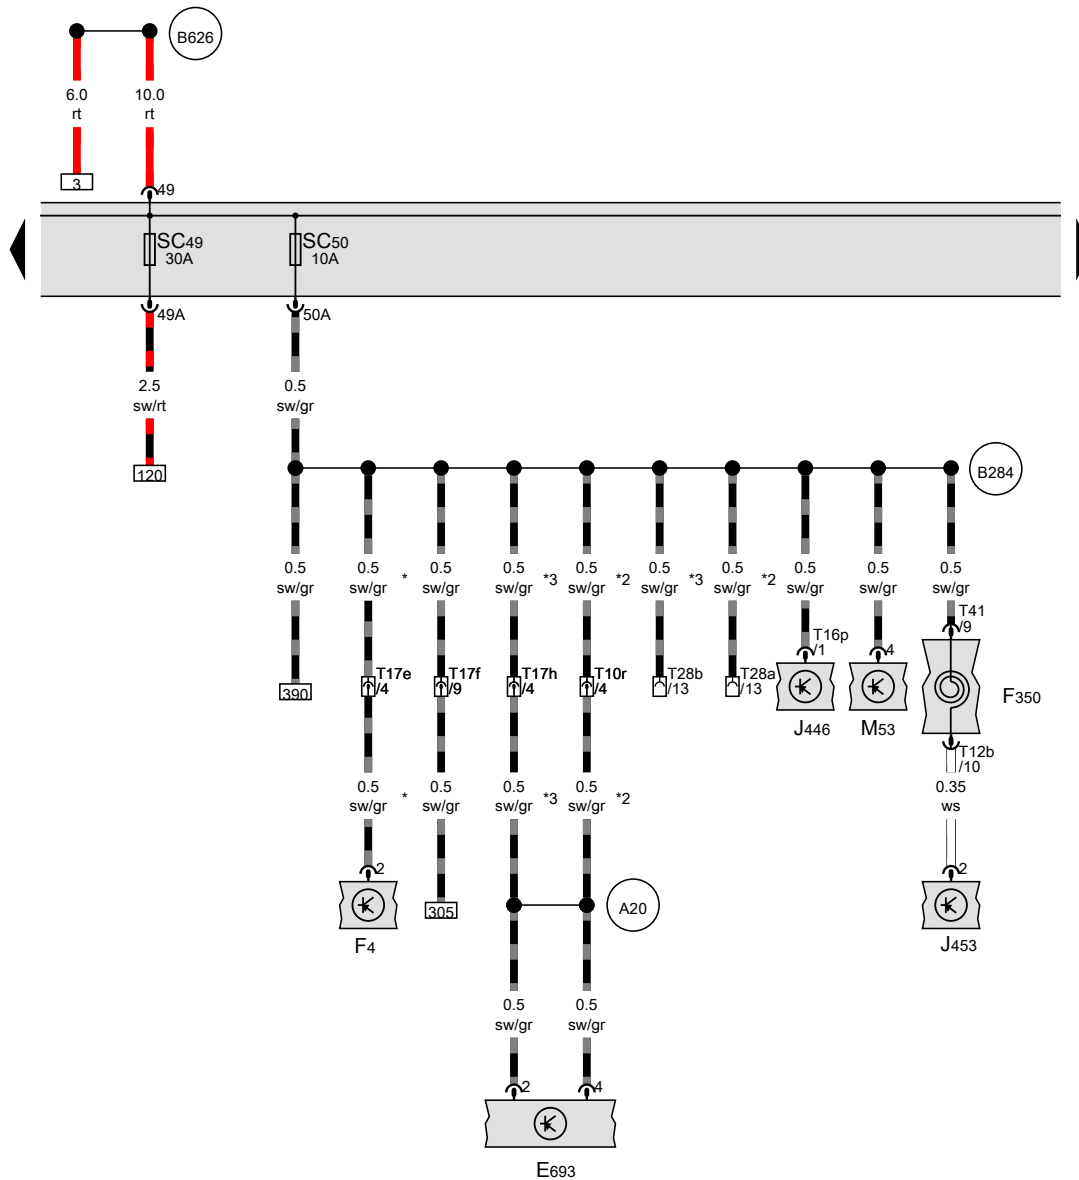 B626
6.0 10.0
rt rt
3 49
SC49 SC50
30A 10A
49A 50A
2.5 0.5
sw/rt sw/gr
120 B284
0.5 0.5 * 0.5 0.5 *3 0.5 *2 0.5 *3 0.5 *2 0.5 0.5 0.5
sw/gr sw/gr sw/gr sw/gr sw/gr sw/gr sw/gr sw/gr sw/gr sw/gr
T41
/9
T16p
/1 4
T17e T17f T17h T10r T28b T28a
/4 /9 /4 /4 /13 /13
390 F350
J446 M53
T12b
/10
0.5 * 0.5 0.5 *3 0.5 *2 0.35
sw/gr sw/gr sw/gr sw/gr ws
2 2
305 A20
F4 J453
0.5 0.5
sw/gr sw/gr
2 4
E693